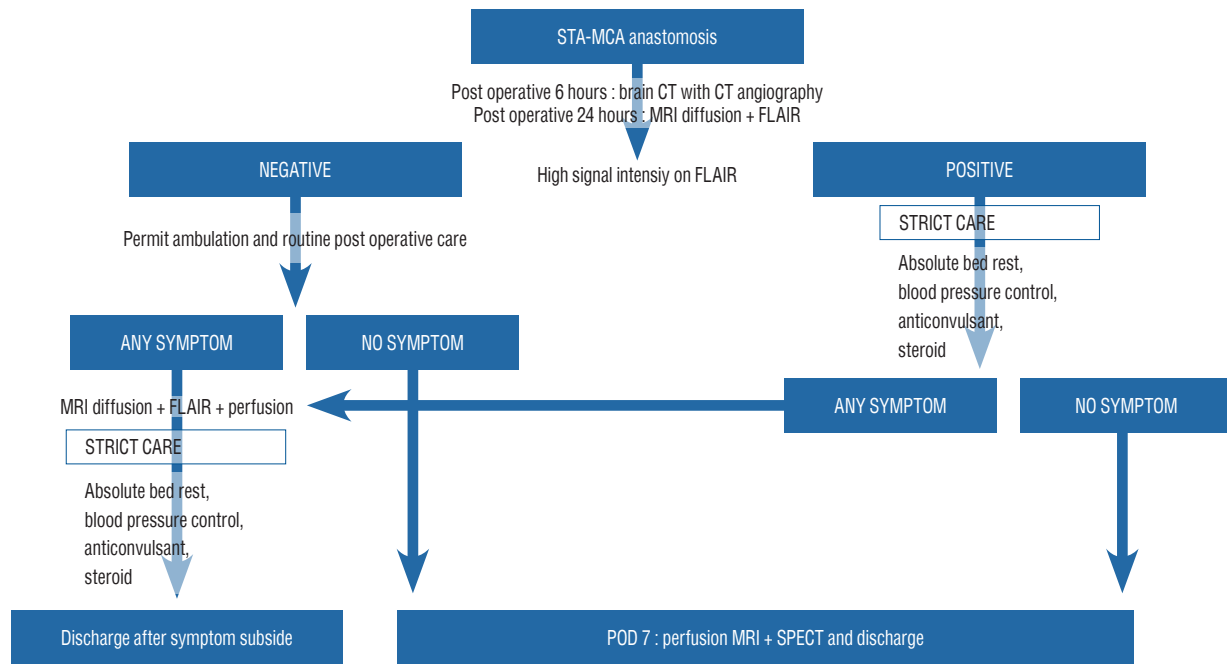 STA-MCA anastomosis
Post operative 6 hours : brain CT with CT angiography
Post operative 24 hours : MRI diffusion + FLAIR
NEGATIVE
High signal intensiy on FLAIR
POSITIVE
Permit ambulation and routine post operative care
STRICT CARE
Absolute bed rest,
blood pressure control,
anticonvulsant,
steroid
ANY SYMPTOM
NO SYMPTOM
ANY SYMPTOM
NO SYMPTOM
MRI diffusion + FLAIR + perfusion
STRICT CARE
Absolute bed rest,
blood pressure control,
anticonvulsant,
steroid
Discharge after symptom subside
POD 7 : perfusion MRI + SPECT and discharge